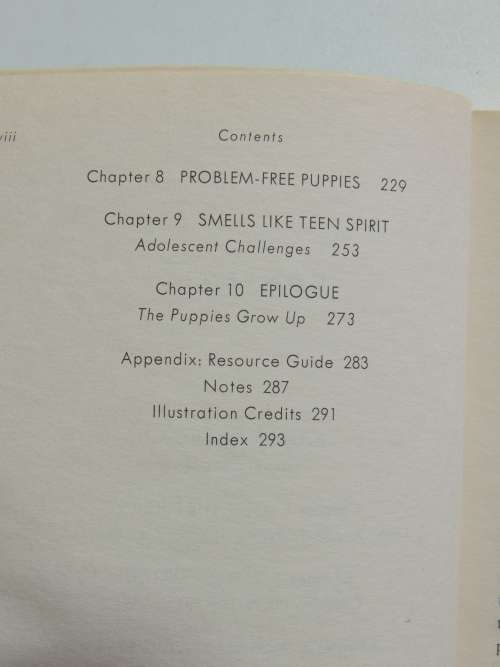 viii
Contents
Chapter 8 PROBLEM-FREE PUPPIES 229
Chapter 9 SMELLS LIKE TEEN SPIRIT
Adolescent Challenges 253
Chapter 10 EPILOGUE
The Puppies Grow Up 273
Appendix: Resource Guide 283
Notes 287
Illustration Credits 291
Index 293